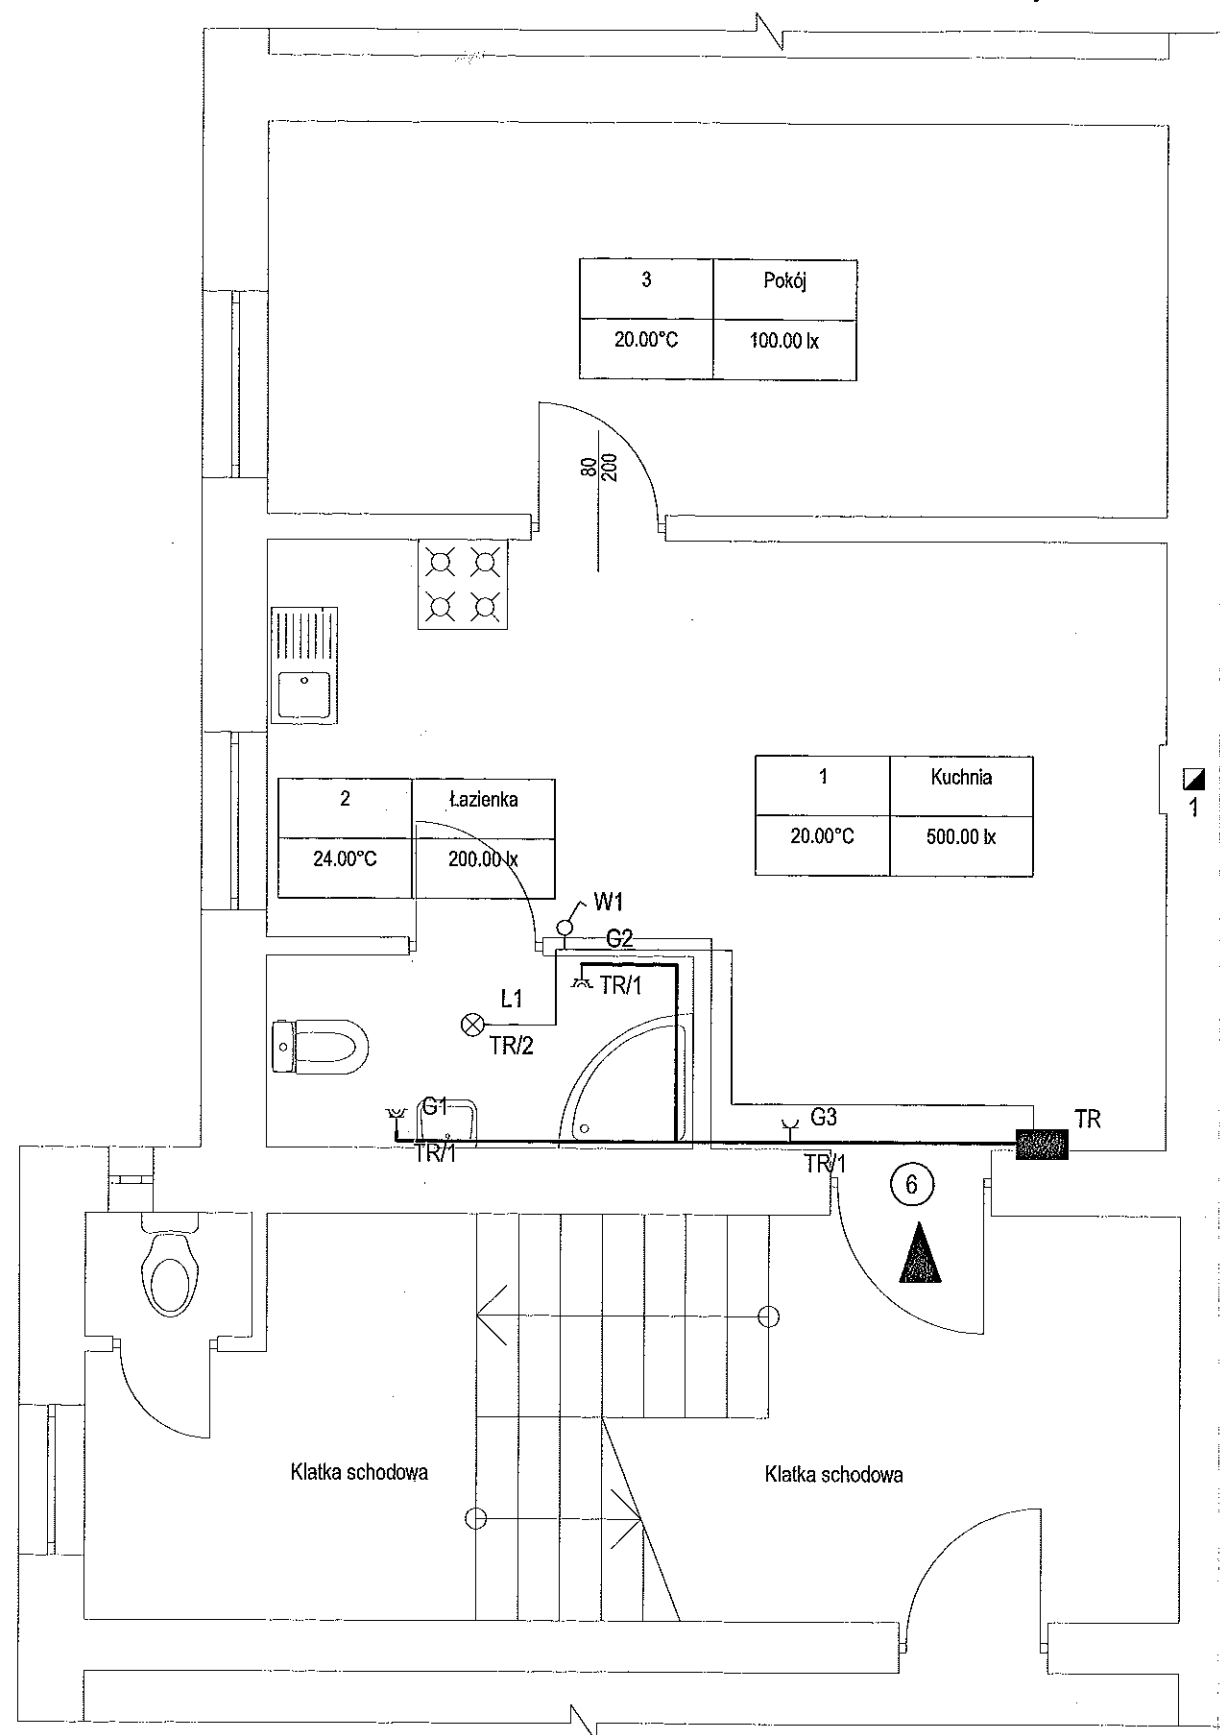 3 Pokój
20.00°C 100.00 lx
80
200
1 Kuchnia
20.00°C 500.00 lx
1
2 Łazienka
24.00°C 200.00 lx
W1
G2
TR/1
L1
TR/2
G1
TR/1
G3
TR/1
TR
6
Klatka schodowa
Klatka schodowa